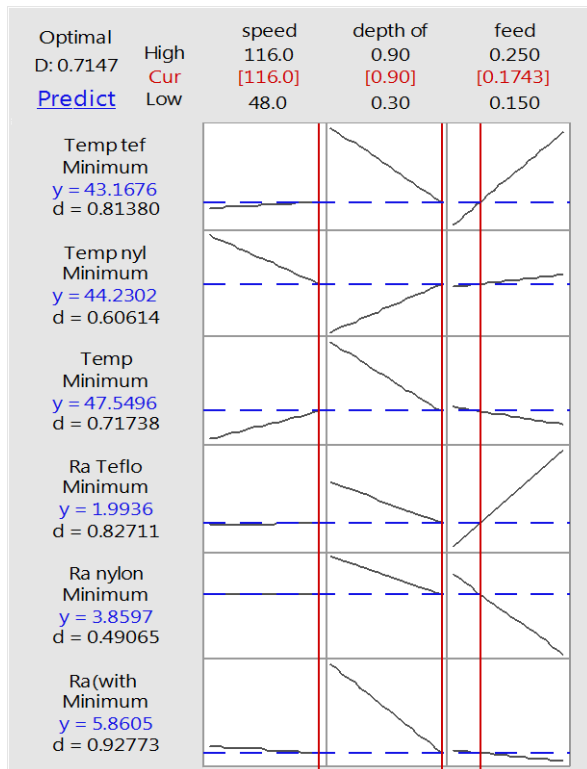 Optimal
D: 0.7147
Predict
High
Cur
Low
speed
116.0
[116.0]
48.0
depth of
0.90
[0.90]
0.30
feed
0.250
[0.1743]
0.150
Temp tef
Minimum
y = 43.1676
d = 0.81380
Temp nyl
Minimum
y = 44.2302
d = 0.60614
Temp
Minimum
y = 47.5496
d = 0.71738
Ra Teflo
Minimum
y = 1.9936
d = 0.82711
Ra nylon
Minimum
y = 3.8597
d = 0.49065
Ra(with
Minimum
y = 5.8605
d = 0.92773